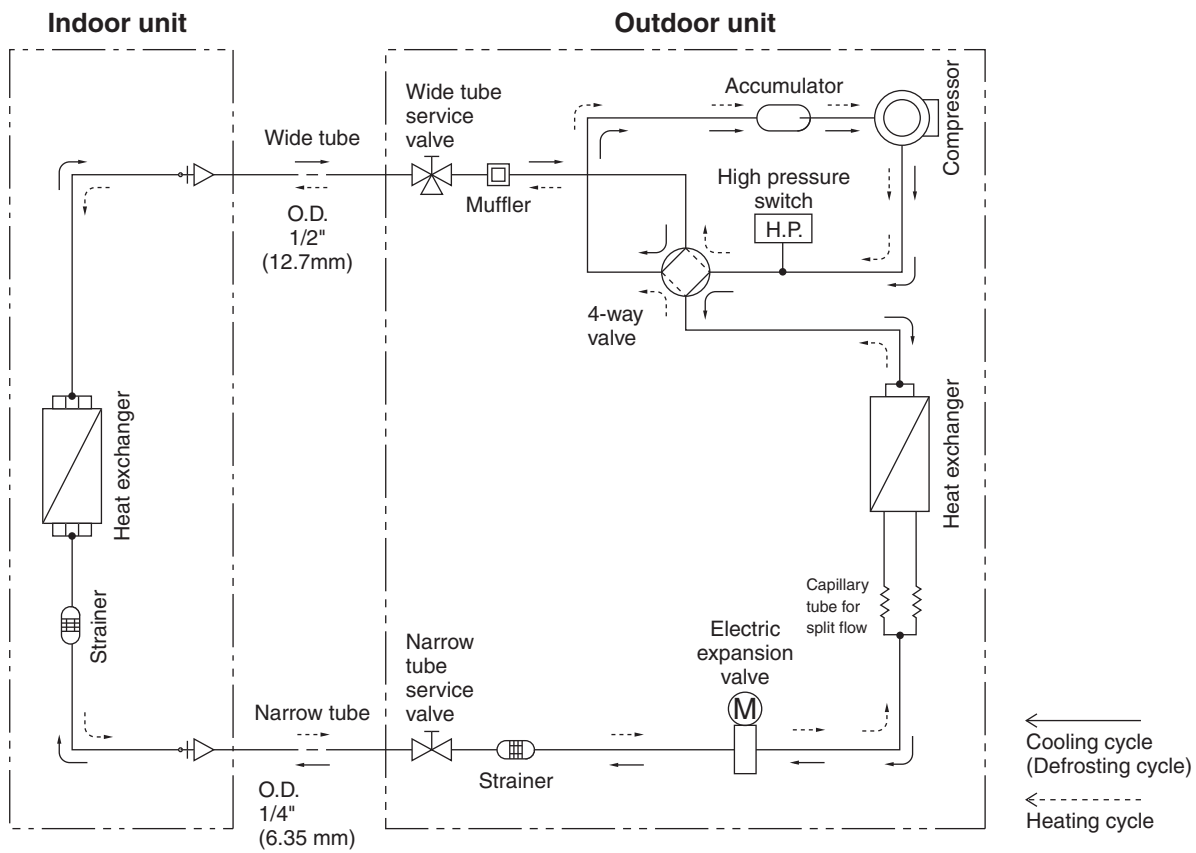 Indoor unit
Outdoor unit
Wide tube
service
valve
Accumulator
Compressor
Wide tube
Muffler
High pressure
switch
H.P.
O.D.
1/2"
(12.7mm)
4-way
valve
Heat exchanger
Heat exchanger
Strainer
Capillary
tube for
split flow
Narrow
tube
service
valve
Electric
expansion
valve
M
Narrow tube
Strainer
O.D.
1/4"
(6.35 mm)
Cooling cycle
(Defrosting cycle)
Heating cycle